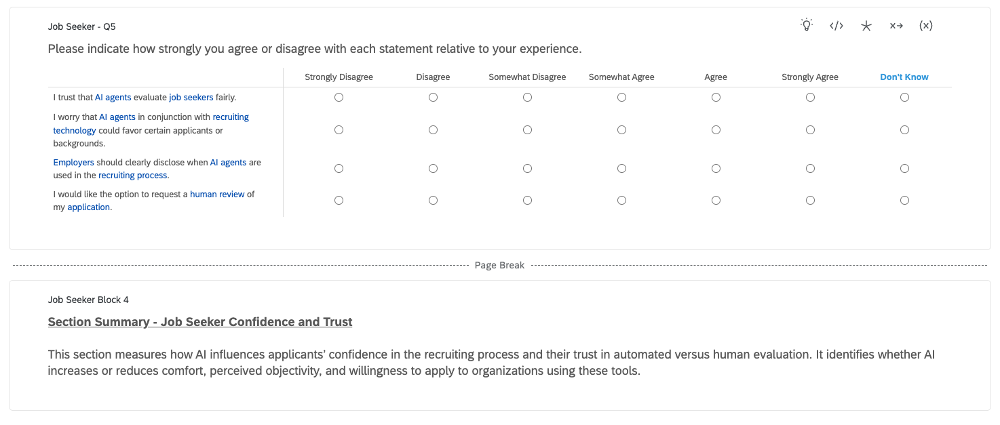 Job Seeker - Q5
Please indicate how strongly you agree or disagree with each statement relative to your experience.
Strongly Disagree Disagree Somewhat Disagree Somewhat Agree Agree Strongly Agree Don't Know
I trust that AI agents evaluate job seekers fairly.
I worry that AI agents in conjunction with recruiting
technology could favor certain applicants or
backgrounds.
Employers should clearly disclose when AI agents are
used in the recruiting process.
I would like the option to request a human review of
my application.
Page Break
Job Seeker Block 4
Section Summary - Job Seeker Confidence and Trust
This section measures how AI influences applicants’ confidence in the recruiting process and their trust in automated versus human evaluation. It identifies whether AI
increases or reduces comfort, perceived objectivity, and willingness to apply to organizations using these tools.